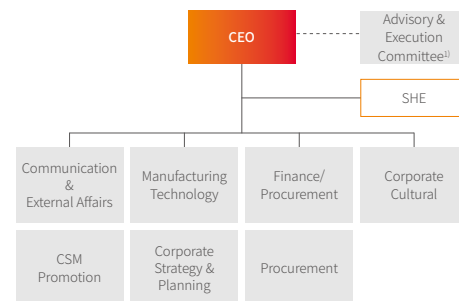 CEO
Advisory &
Execution
Committee1)
SHE
Communication
&
External Affairs
Manufacturing
Technology
Finance/
Procurement
Corporate
Cultural
CSM
Promotion
Corporate
Strategy &
Planning
Procurement